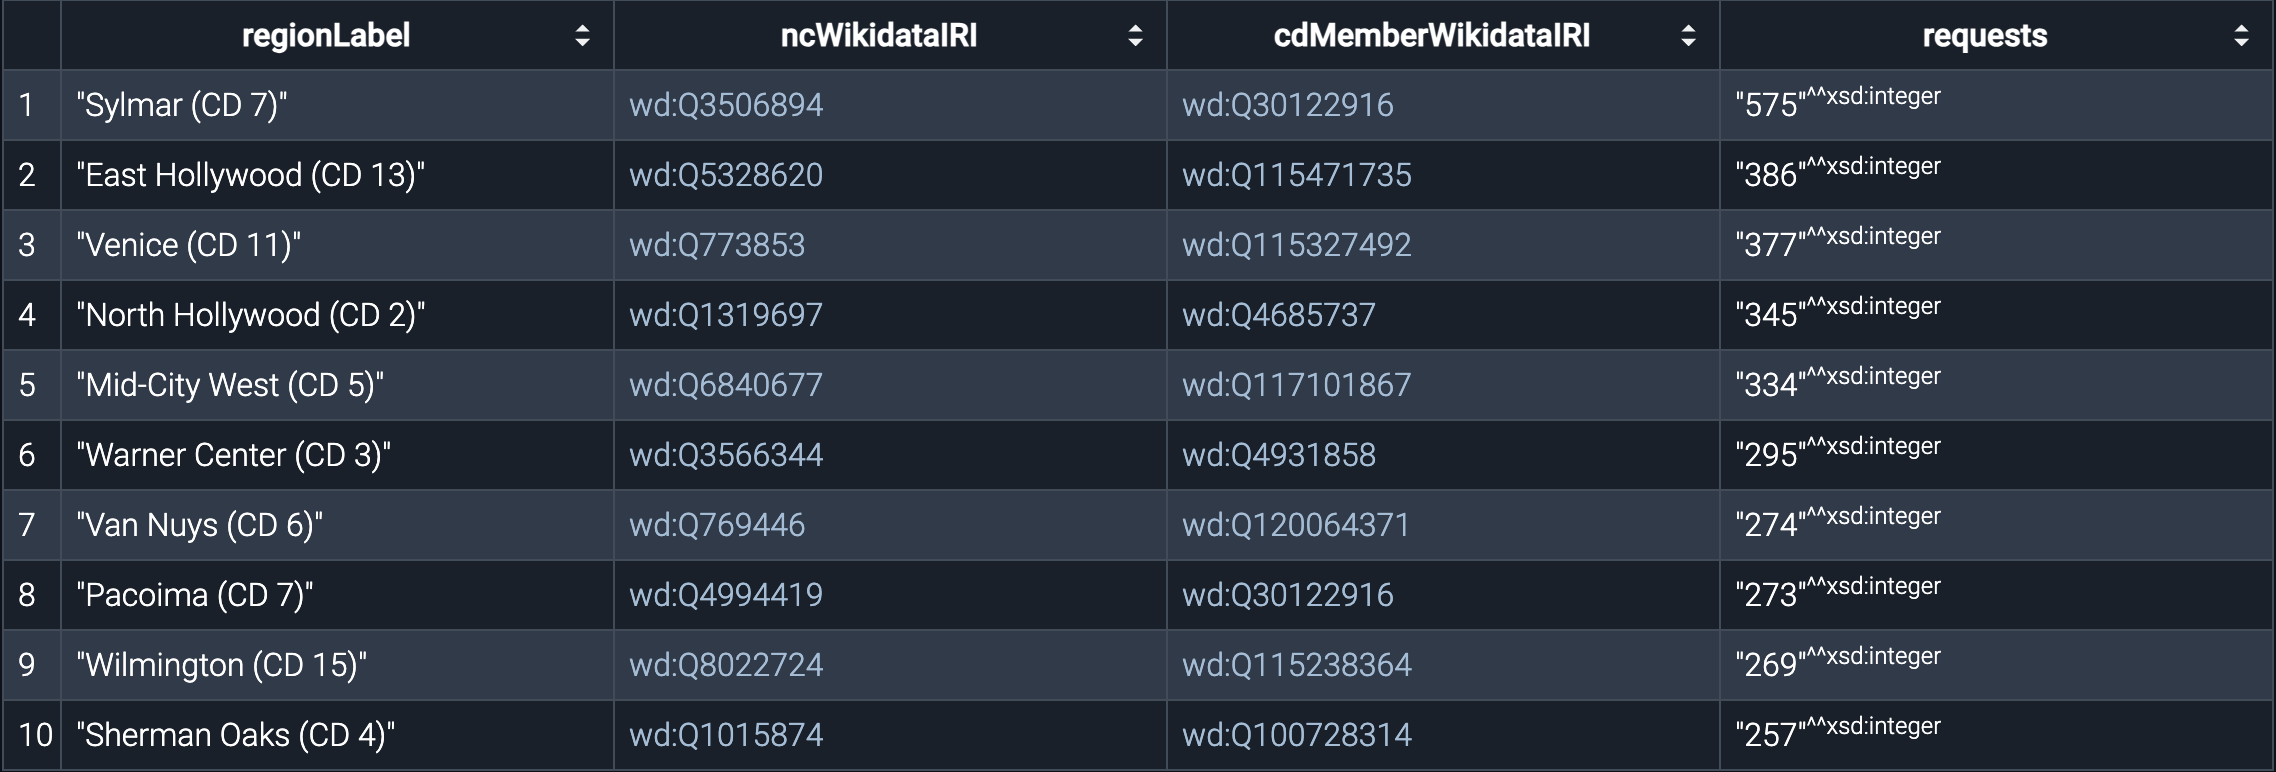 regionLabel ncWikidataIRI cdMemberWikidataIRI requests
1 "Sylmar (CD 7)" wd:Q3506894 wd:Q30122916 "575"^^xsd:integer
2 "East Hollywood (CD 13)" wd:Q5328620 wd:Q115471735 "386"^^xsd:integer
3 "Venice (CD 11)" wd:Q773853 wd:Q115327492 "377"^^xsd:integer
4 "North Hollywood (CD 2)" wd:Q1319697 wd:Q4685737 "345"^^xsd:integer
5 "Mid-City West (CD 5)" wd:Q6840677 wd:Q117101867 "334"^^xsd:integer
6 "Warner Center (CD 3)" wd:Q3566344 wd:Q4931858 "295"^^xsd:integer
7 "Van Nuys (CD 6)" wd:Q769446 wd:Q120064371 "274"^^xsd:integer
8 "Pacoima (CD 7)" wd:Q4994419 wd:Q30122916 "273"^^xsd:integer
9 "Wilmington (CD 15)" wd:Q8022724 wd:Q115238364 "269"^^xsd:integer
10 "Sherman Oaks (CD 4)" wd:Q1015874 wd:Q100728314 "257"^^xsd:integer